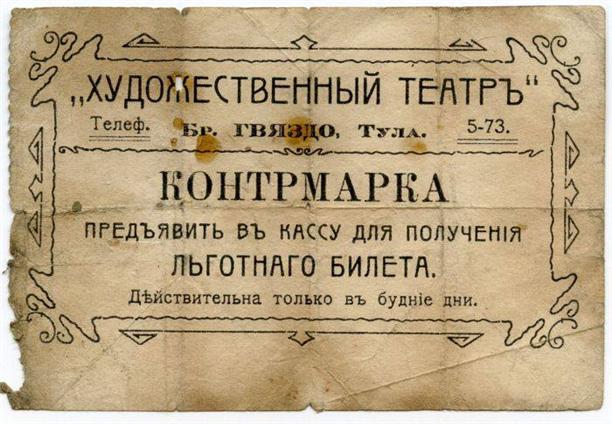 „ХУДОЖЕСТВЕННЫЙ ТЕАТРЪ“
Телеф. Бр. ГВЯЗДО, Тула. 5-73.
КОНТРМАРКА
ПРЕДЪЯВИТЬ ВЪ КАССУ ДЛЯ ПОЛУЧЕНІЯ
ЛЬГОТНАГО БИЛЕТА.
Дѣйствительна только въ будніе дни.